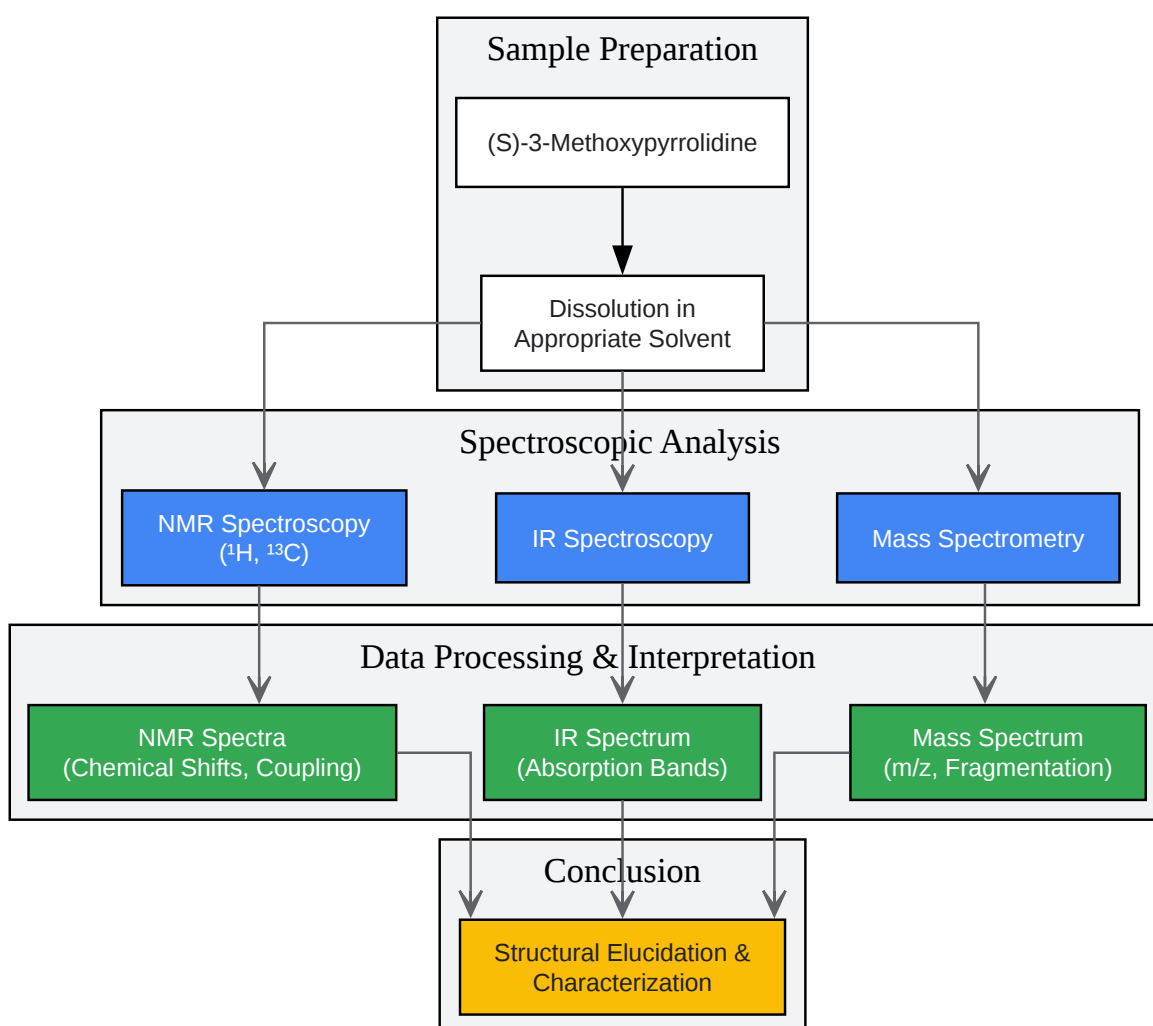 Sample Preparation
(S)-3-Methoxypyrrolidine
Dissolution in
Appropriate Solvent
Spectroscopic Analysis
NMR Spectroscopy
(¹H, ¹³C)
IR Spectroscopy
Mass Spectrometry
Data Processing & Interpretation
NMR Spectra
(Chemical Shifts, Coupling)
IR Spectrum
(Absorption Bands)
Mass Spectrum
(m/z, Fragmentation)
Conclusion
Structural Elucidation &
Characterization